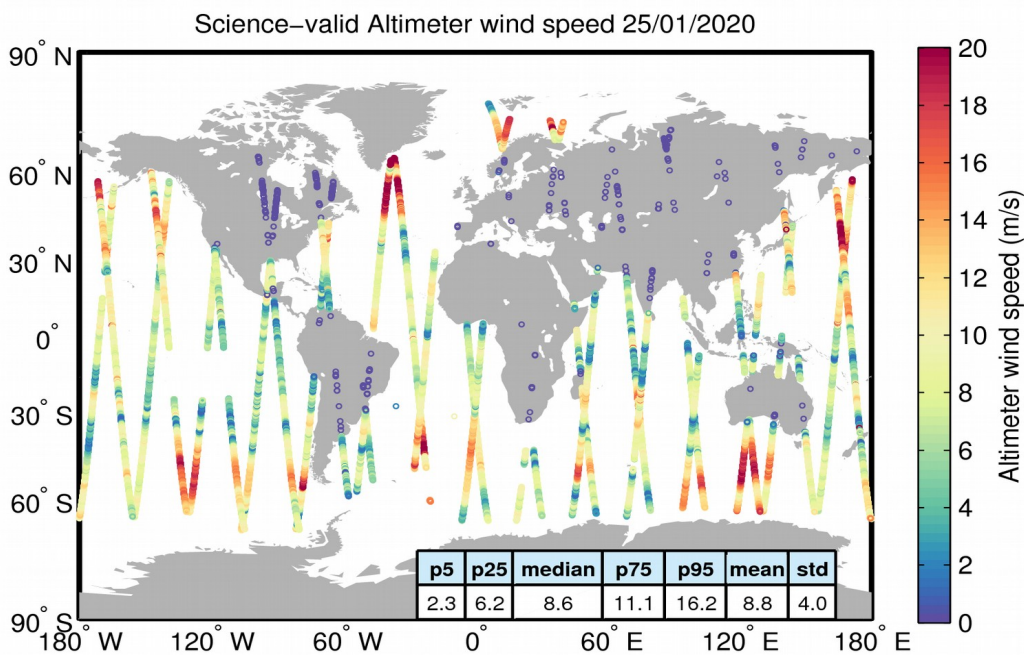 Science−valid Altimeter wind speed 25/01/2020
90° N
60° N
30° N
0°
30° S
60° S
90° S
180° W
120° W
60° W
0°
60° E
120° E
180° E
p5 p25 median p75 p95 mean std
2.3 6.2 8.6 11.1 16.2 8.8 4.0
20
18
16
14
12
10
8
6
4
2
0
Altimeter wind speed (m/s)